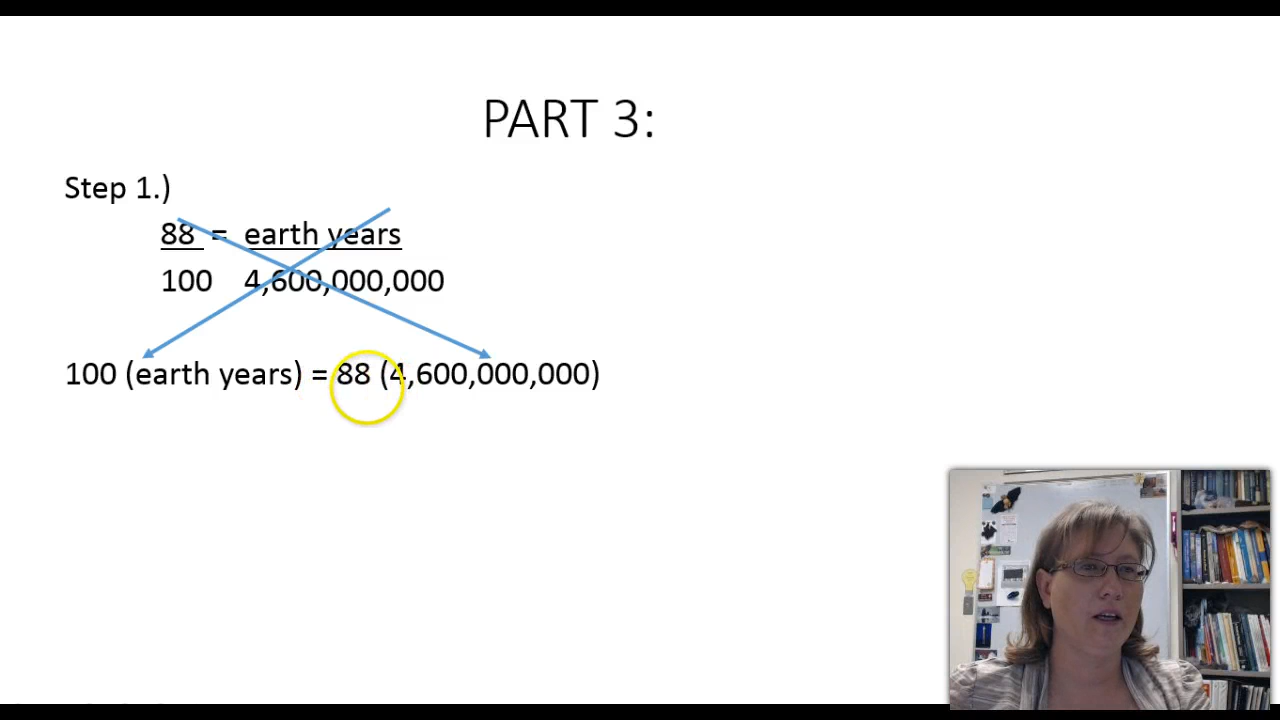 PART 3:
Step 1.)
88 = earth years
100 4,600,000,000
100 (earth years) = 88 (4,600,000,000)